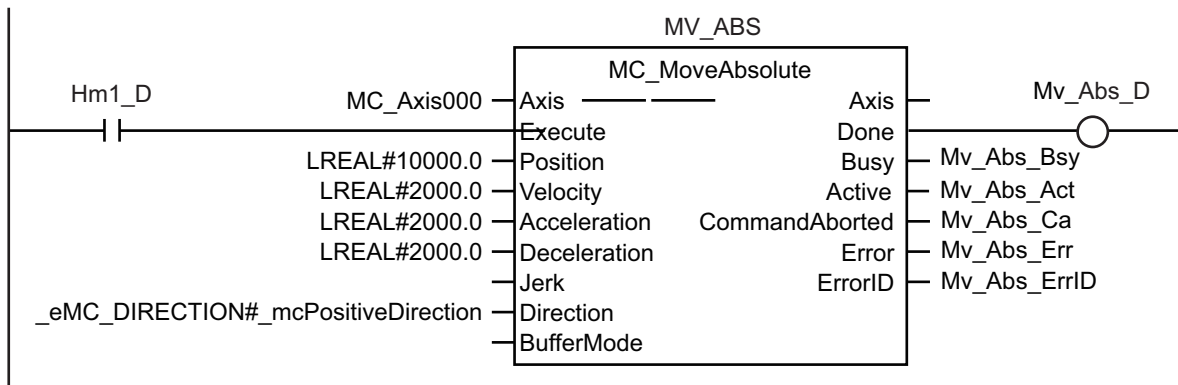 MV_ABS
MC_MoveAbsolute
Hm1_D
Mv_Abs_D
MC_Axis000 Axis Axis
Execute Done
LREAL#10000.0 Position Busy Mv_Abs_Bsy
LREAL#2000.0 Velocity Active Mv_Abs_Act
LREAL#2000.0 Acceleration CommandAborted Mv_Abs_Ca
LREAL#2000.0 Deceleration Error Mv_Abs_Err
Jerk ErrorID Mv_Abs_ErrID
_eMC_DIRECTION#_mcPositiveDirection Direction
BufferMode